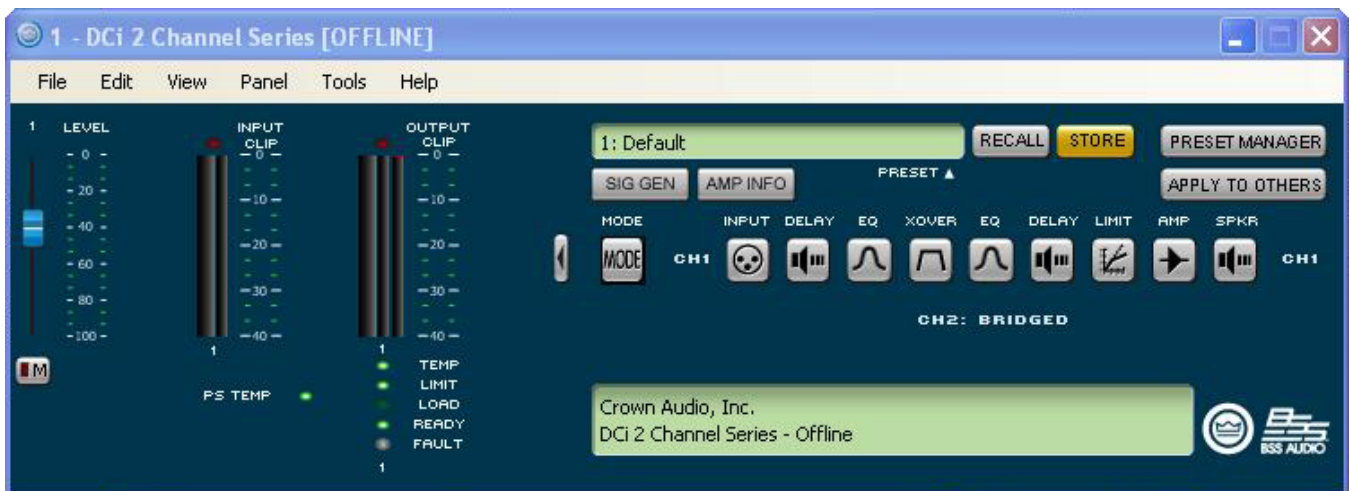 1 - DCi 2 Channel Series [OFFLINE]
File Edit View Panel Tools Help
1 LEVEL
- 0 -
- 20 -
- 40 -
- 60 -
- 80 -
-100 -
M
INPUT
CLIP
-0-
-10-
-20-
-30-
-40-
1
PS TEMP
OUTPUT
CLIP
-0-
-10-
-20-
-30-
-40-
1
TEMP
LIMIT
LOAD
READY
FAULT
1
1: Default
RECALL STORE PRESET MANAGER
PRESET
SIG GEN AMP INFO APPLY TO OTHERS
MODE INPUT DELAY EQ XOVER EQ DELAY LIMIT AMP SPKR
MODE CH1 CH1
CH2: BRIDGED
Crown Audio, Inc.
DCi 2 Channel Series - Offline
BSS
BSS AUDIO